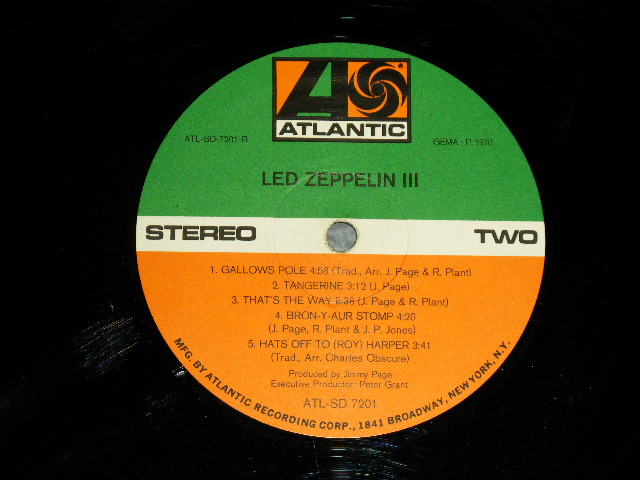 ATLANTIC
®
ATL-SD-7201-B
GEMA · P. 1970
LED ZEPPELIN III
STEREO
TWO
1. GALLOWS POLE 4:58 (Trad., Arr. J. Page & R. Plant)
2. TANGERINE 3:12 (J. Page)
3. THAT'S THE WAY 5:38 (J. Page & R. Plant)
4. BRON-Y-AUR STOMP 4:20
(J. Page, R. Plant & J. P. Jones)
5. HATS OFF TO (ROY) HARPER 3:41
(Trad., Arr. Charles Obscure)
Produced by Jimmy Page
Executive Producer: Peter Grant
ATL-SD 7201
MFG. BY ATLANTIC RECORDING CORP., 1841 BROADWAY, NEW YORK, N.Y.